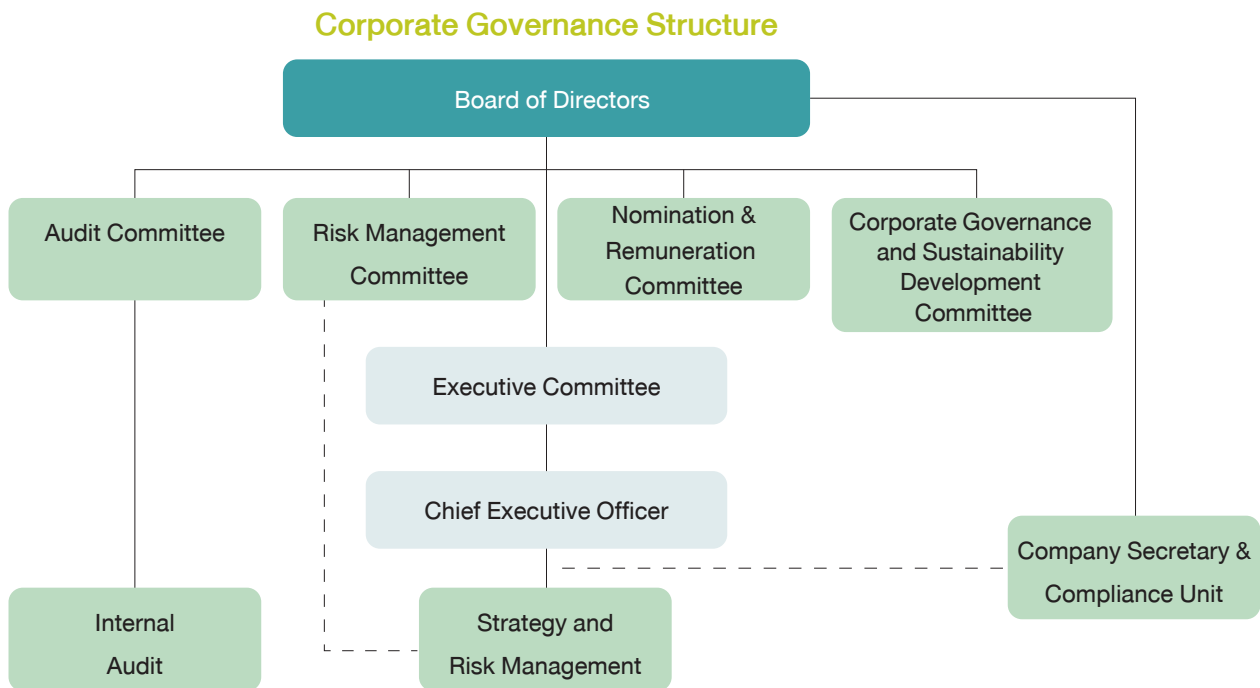 Corporate Governance Structure
Board of Directors
Audit Committee
Risk Management
Committee
Nomination &
Remuneration
Committee
Corporate Governance
and Sustainability
Development
Committee
Executive Committee
Chief Executive Officer
Company Secretary &
Compliance Unit
Internal
Audit
Strategy and
Risk Management